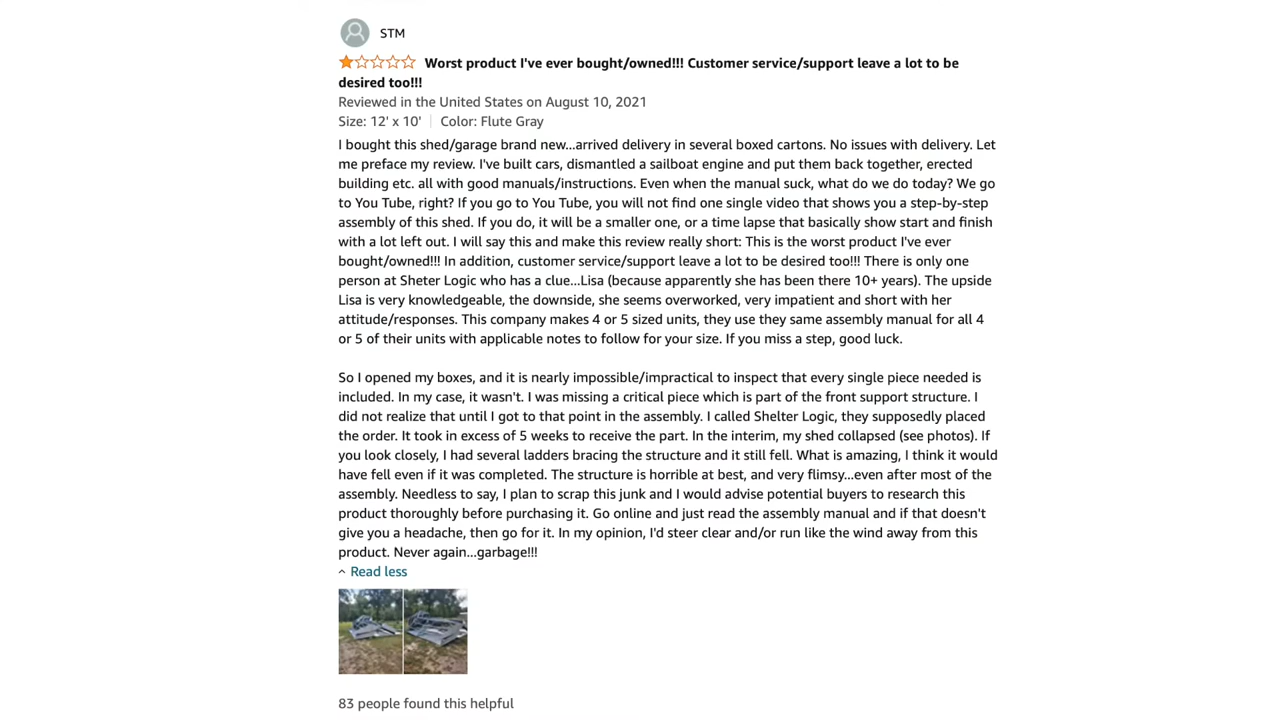 STM
Worst product I've ever bought/owned!!! Customer service/support leave a lot to be
desired too!!!
Reviewed in the United States on August 10, 2021
Size: 12' x 10' | Color: Flute Gray
I bought this shed/garage brand new...arrived delivery in several boxed cartons. No issues with delivery. Let
me preface my review. I've built cars, dismantled a sailboat engine and put them back together, erected
building etc. all with good manuals/instructions. Even when the manual suck, what do we do today? We go
to You Tube, right? If you go to You Tube, you will not find one single video that shows you a step-by-step
assembly of this shed. If you do, it will be a smaller one, or a time lapse that basically show start and finish
with a lot left out. I will say this and make this review really short: This is the worst product I've ever
bought/owned!!! In addition, customer service/support leave a lot to be desired too!!! There is only one
person at Sheter Logic who has a clue...Lisa (because apparently she has been there 10+ years). The upside
Lisa is very knowledgeable, the downside, she seems overworked, very impatient and short with her
attitude/responses. This company makes 4 or 5 sized units, they use they same assembly manual for all 4
or 5 of their units with applicable notes to follow for your size. If you miss a step, good luck.
So I opened my boxes, and it is nearly impossible/impractical to inspect that every single piece needed is
included. In my case, it wasn't. I was missing a critical piece which is part of the front support structure. I
did not realize that until I got to that point in the assembly. I called Shelter Logic, they supposedly placed
the order. It took in excess of 5 weeks to receive the part. In the interim, my shed collapsed (see photos). If
you look closely, I had several ladders bracing the structure and it still fell. What is amazing, I think it would
have fell even if it was completed. The structure is horrible at best, and very flimsy...even after most of the
assembly. Needless to say, I plan to scrap this junk and I would advise potential buyers to research this
product thoroughly before purchasing it. Go online and just read the assembly manual and if that doesn't
give you a headache, then go for it. In my opinion, I'd steer clear and/or run like the wind away from this
product. Never again...garbage!!!
Read less
83 people found this helpful